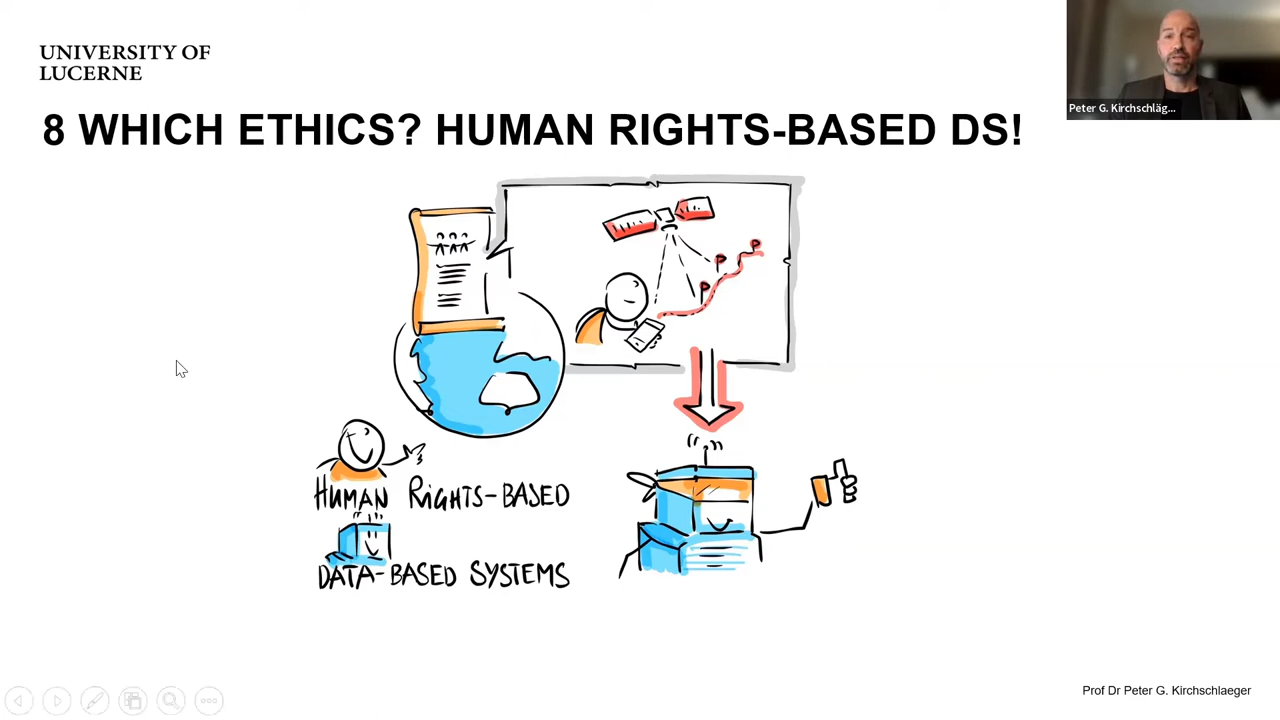 UNIVERSITY OF
LUCERNE
Peter G. Kirchschläg...
8 WHICH ETHICS? HUMAN RIGHTS-BASED DS!
HUMAN RIGHTS-BASED
DATA-BASED SYSTEMS
Prof Dr Peter G. Kirchschlaeger